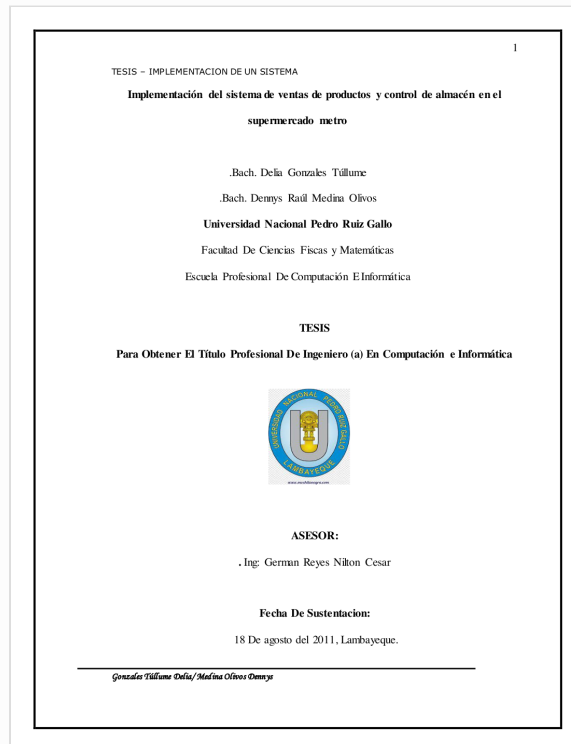 1
TESIS – IMPLEMENTACION DE UN SISTEMA
Implementación del sistema de ventas de productos y control de almacén en el
supermercado metro
.Bach. Delia Gonzales Túllume
.Bach. Dennys Raúl Medina Olivos
Universidad Nacional Pedro Ruiz Gallo
Facultad De Ciencias Fiscas y Matemáticas
Escuela Profesional De Computación E Informática
TESIS
Para Obtener El Título Profesional De Ingeniero (a) En Computación e Informática
UNIVERSIDAD NACIONAL PEDRO RUIZ GALLO
LAMBAYEQUE
ASESOR:
. Ing: German Reyes Nilton Cesar
Fecha De Sustentacion:
18 De agosto del 2011, Lambayeque.
Gonzales Túllume Delia/ Medina Olivos Dennys